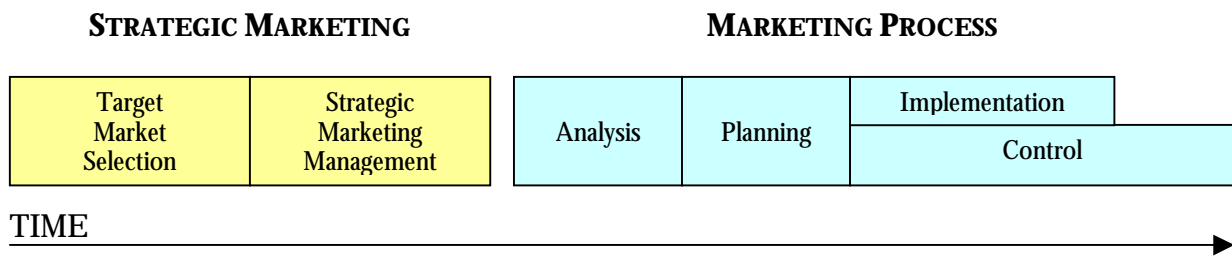 STRATEGIC MARKETING
MARKETING PROCESS
Target
Market
Selection
Strategic
Marketing
Management
Analysis
Planning
Implementation
Control
TIME